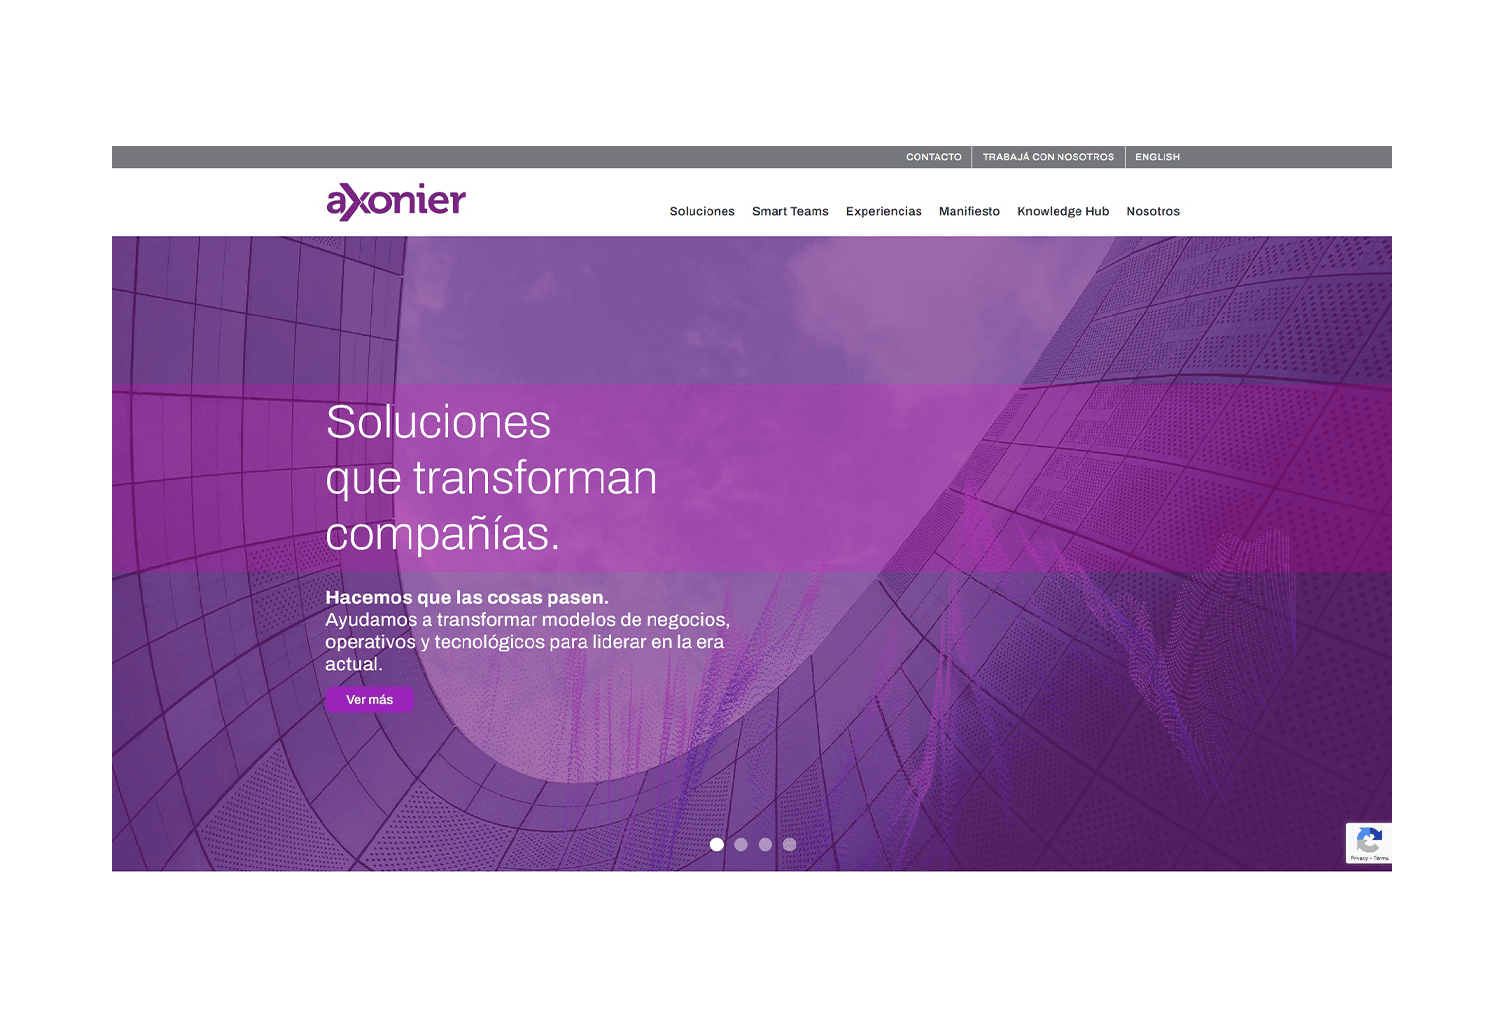 CONTACTO
TRABAJÁ CON NOSOTROS
ENGLISH
axonier
Soluciones
Smart Teams
Experiencias
Manifiesto
Knowledge Hub
Nosotros
Soluciones
que transforman
compañías.
Hacemos que las cosas pasen.
Ayudamos a transformar modelos de negocios,
operativos y tecnológicos para liderar en la era
actual.
Ver más
Privacy - Terms